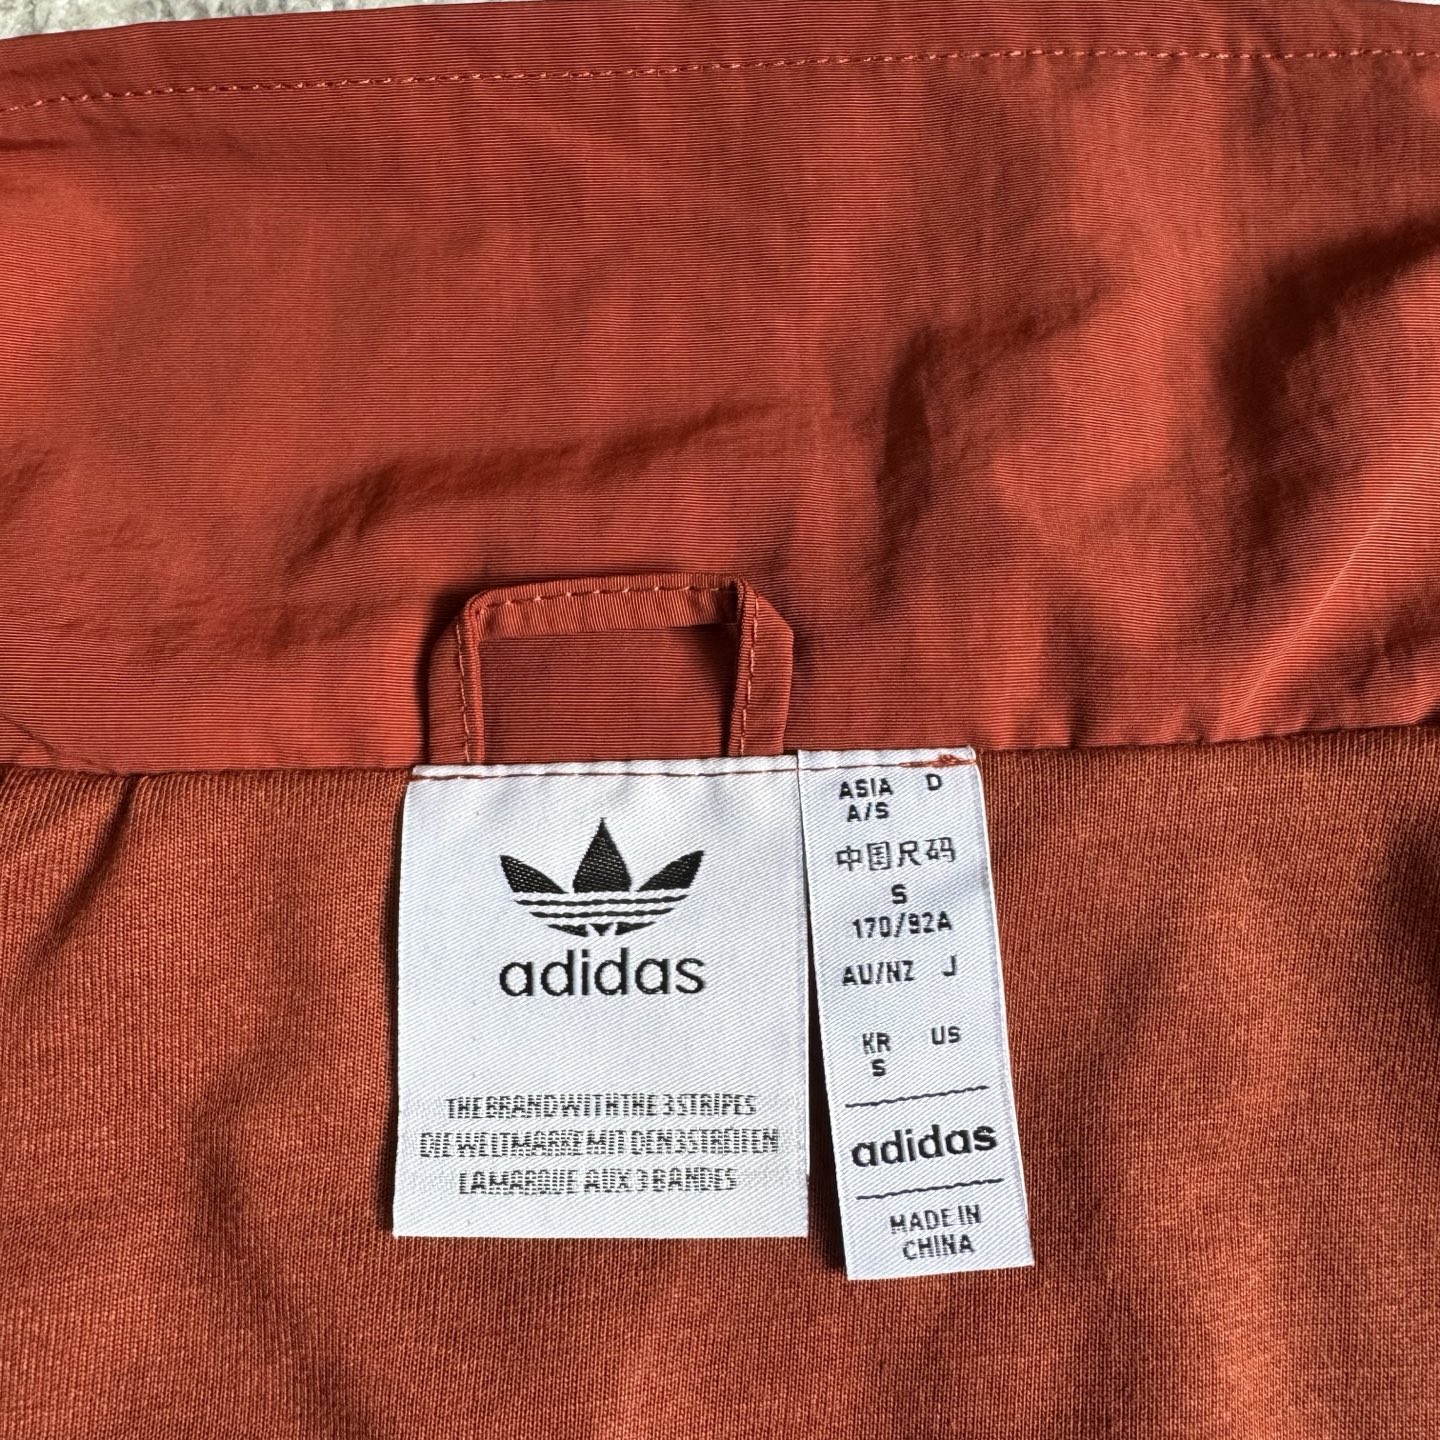 adidas
THE BRAND WITH THE 3 STRIPES
DIE WELTMARKE MIT DEN 3 STREIFEN
LA MARQUE AUX 3 BANDES
ASIA D
A/S
中国尺码
S
170/92A
AU/NZ J
KR US
S
adidas
MADE IN
CHINA